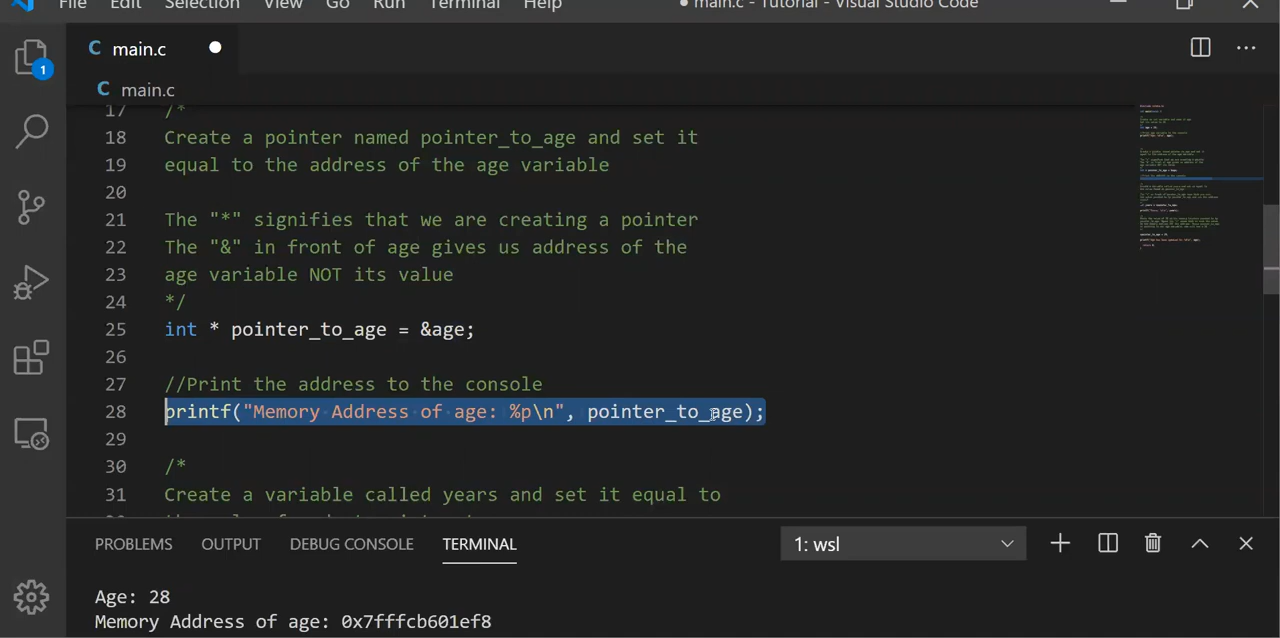 File Edit Selection View Go Run Terminal Help ● main.c - Tutorial - Visual Studio Code
1
C main.c ●
C main.c
17 /*
18 Create a pointer named pointer_to_age and set it
19 equal to the address of the age variable
20
21 The "*" signifies that we are creating a pointer
22 The "&" in front of age gives us address of the
23 age variable NOT its value
24 */
25 int * pointer_to_age = &age;
26
27 //Print the address to the console
28 printf("Memory Address of age: %p\n", pointer_to_age);
29
30 /*
31 Create a variable called years and set it equal to
PROBLEMS OUTPUT DEBUG CONSOLE TERMINAL 1: wsl
Age: 28
Memory Address of age: 0x7fffcb601ef8